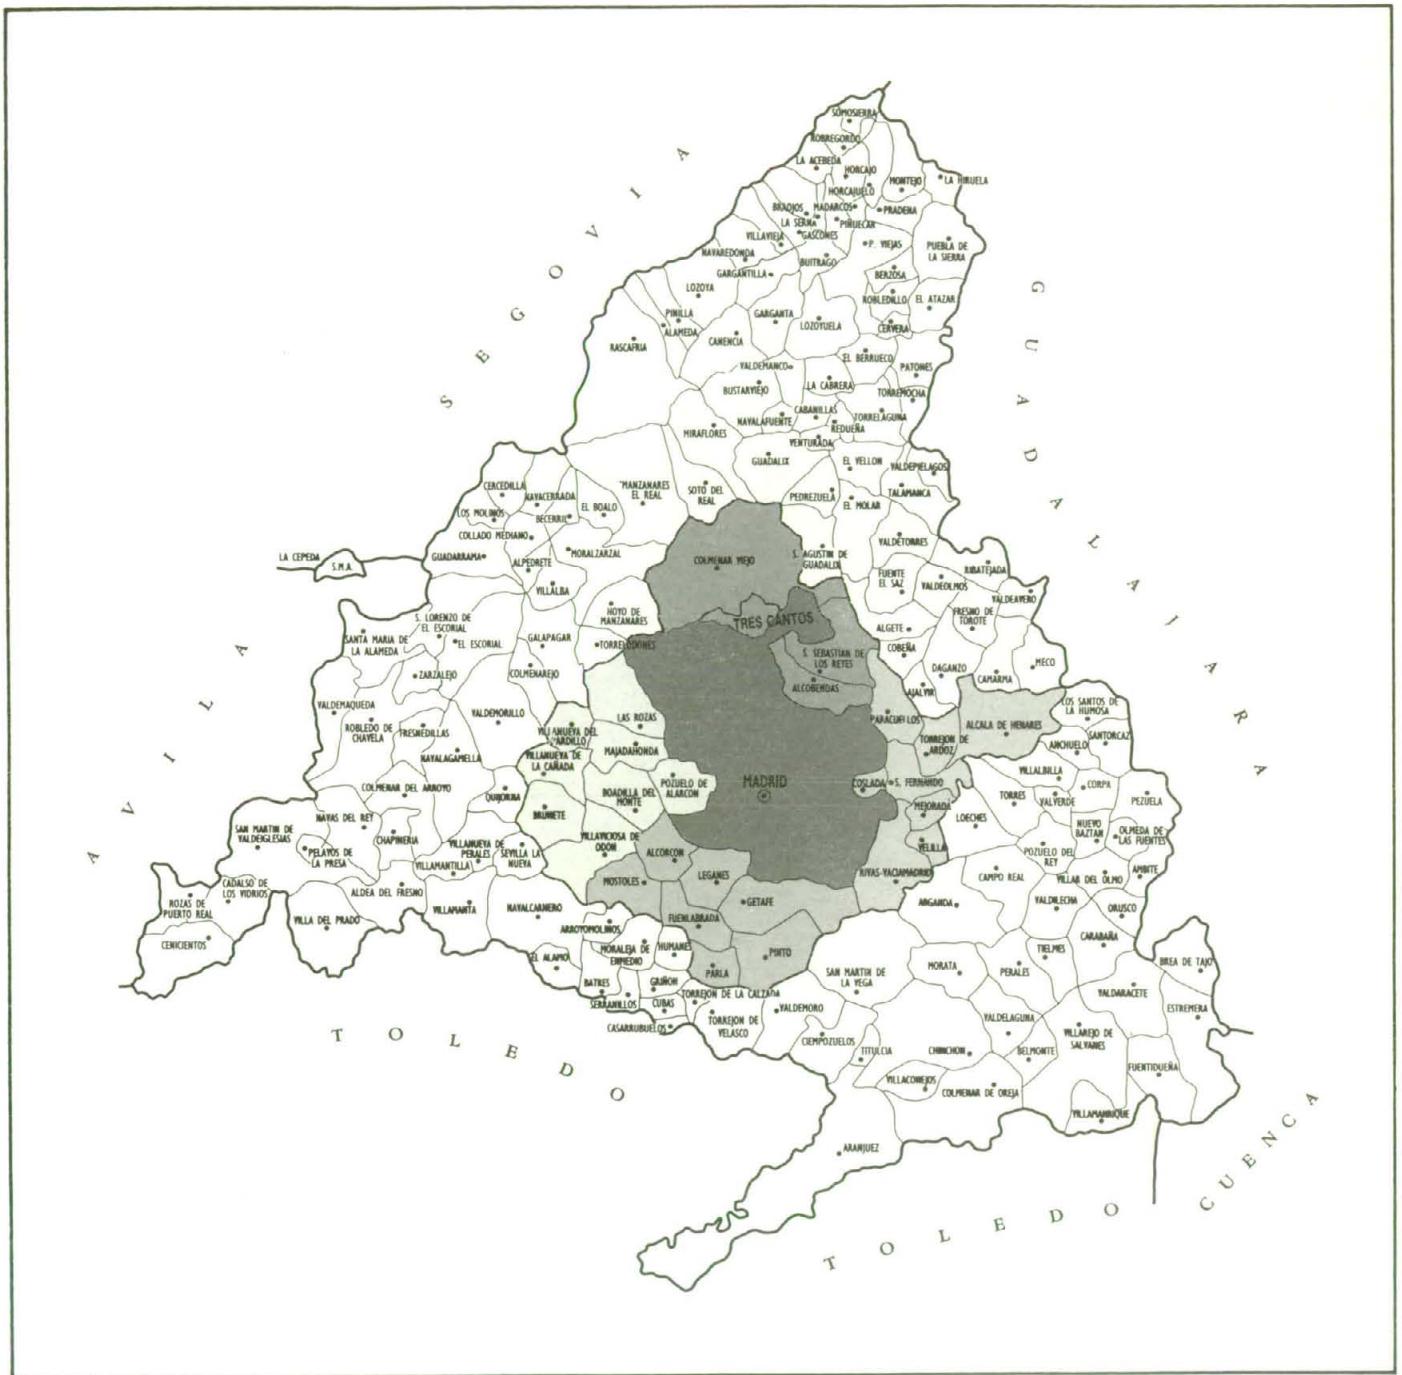 SOMOSIERRA
ROBREGORDO
LA ACEBEDA
HORCAJO
HORCAJUELO
MONTEJO
LA HIRUELA
BRAOJOS
MADARCOS
PRADENA
LA SERNA
PIÑUECAR
VILLAVIEJA
GASCONES
P. VIEJAS
PUEBLA DE
LA SIERRA
NAVAREDONDA
BUITRAGO
GARGANTILLA
BERZOSA
LOZOYA
ROBLEDILLO
EL ATAZAR
PINILLA
ALAMEDA
GARGANTA
LOZOYUELA
CERVERA
RASCAFRIA
CANENCIA
EL BERRUECO
VALDEMANCO
PATONES
BUSTARVIEJO
LA CABRERA
TORREMOCHA
NAVALAFUENTE
CABANILLAS
TORRELAGUNA
REDUEÑA
MIRAFLORES
VENTURADA
GUADALIX
EL VELLON
VALDEPIELAGOS
CERCEDILLA
NAVACERRADA
MANZANARES
EL REAL
SOTO DEL
REAL
PEDREZUELA
TALAMANCA
EL MOLAR
LOS MOLINOS
BECERRIL
EL BOALO
COLLADO MEDIANO
VALDETORRES
LA CEPEDA
S.M.A.
GUADARRAMA
ALPEDRETE
MORALZARZAL
COLMENAR VIEJO
S. AGUSTIN DE
GUADALIX
FUENTE
EL SAZ
RIBATEJADA
VALDEOLMOS
VALDEAVERO
VILLALBA
HOYO DE
MANZANARES
TRES CANTOS
FRESNO DE
TOROTE
S. LORENZO DE
EL ESCORIAL
SANTA MARIA DE
LA ALAMEDA
EL ESCORIAL
GALAPAGAR
TORRELODONES
ALGETE
COBEÑA
S. SEBASTIAN DE
LOS REYES
ALCOBENDAS
ZARZALEJO
COLMENAREJO
DAGANZO
AJALVIR
CAMARMA
MECO
VALDEMAQUEDA
ROBLEDO DE
CHAVELA
FRESNEDILLAS
VALDEMORILLO
VILLANUEVA DEL
PARDILLO
LAS ROZAS
PARACUELLOS
ALCALA DE HENARES
LOS SANTOS DE
LA HUMOSA
SANTORCAZ
ANCHUELO
NAVALAGAMELLA
VILLANUEVA DE
LA CAÑADA
MAJADAHONDA
TORREJON DE
ARDOZ
VILLALBILLA
COLMENAR DEL ARROYO
QUIJORNA
BOADILLA DEL
MONTE
POZUELO DE
ALARCON
MADRID
COSLADA
S. FERNANDO
TORRES
VALVERDE
CORPA
PEZUELA
NAVAS DEL REY
BRUNETE
MEJORADA
LOECHES
NUEVO
BAZTAN
OLMEDA DE
LAS FUENTES
SAN MARTIN DE
VALDEIGLESIAS
PELAYOS DE
LA PRESA
CHAPINERIA
VILLANUEVA DE
PERALES
SEVILLA LA
NUEVA
VILLAVICIOSA DE
ODON
ALCORCON
VELILLA
POZUELO DEL
REY
VILLAMANTILLA
CADALSO DE
LOS VIDRIOS
ALDEA DEL FRESNO
MOSTOLES
LEGANES
RIVAS-VACIAMADRID
CAMPO REAL
VILLAR DEL OLMO
AMBITE
ROZAS DE
PUERTO REAL
VILLA DEL PRADO
VILLAMANTA
NAVALCARNERO
GETAFE
ARGANDA
VALDILECHA
ORUSCO
FUENLABRADA
CENICIENTOS
ARROYOMOLINOS
MORALEJA DE
ENMEDIO
HUMANES
PINTO
CARABAÑA
TIELMES
EL ALAMO
PARLA
SAN MARTIN DE
LA VEGA
MORATA
PERALES
BREA DE TAJO
BATRES
GRIÑON
TORREJON DE LA CALZADA
SERRANILLOS
CUBAS
VALDEMORO
VALDARACETE
ESTREMERA
CASARRUBUELOS
TORREJON DE
VELASCO
VALDELAGUNA
VILLAREJO DE
SALVANES
CIEMPOZUELOS
TITULCIA
CHINCHON
BELMONTE
FUENTIDUEÑA
VILLACONEJOS
COLMENAR DE OREJA
VILLAMANRIQUE
ARANJUEZ
SEGOVIA
GUADALAJARA
AVILA
TOLEDO
CUENCA
TOLEDO